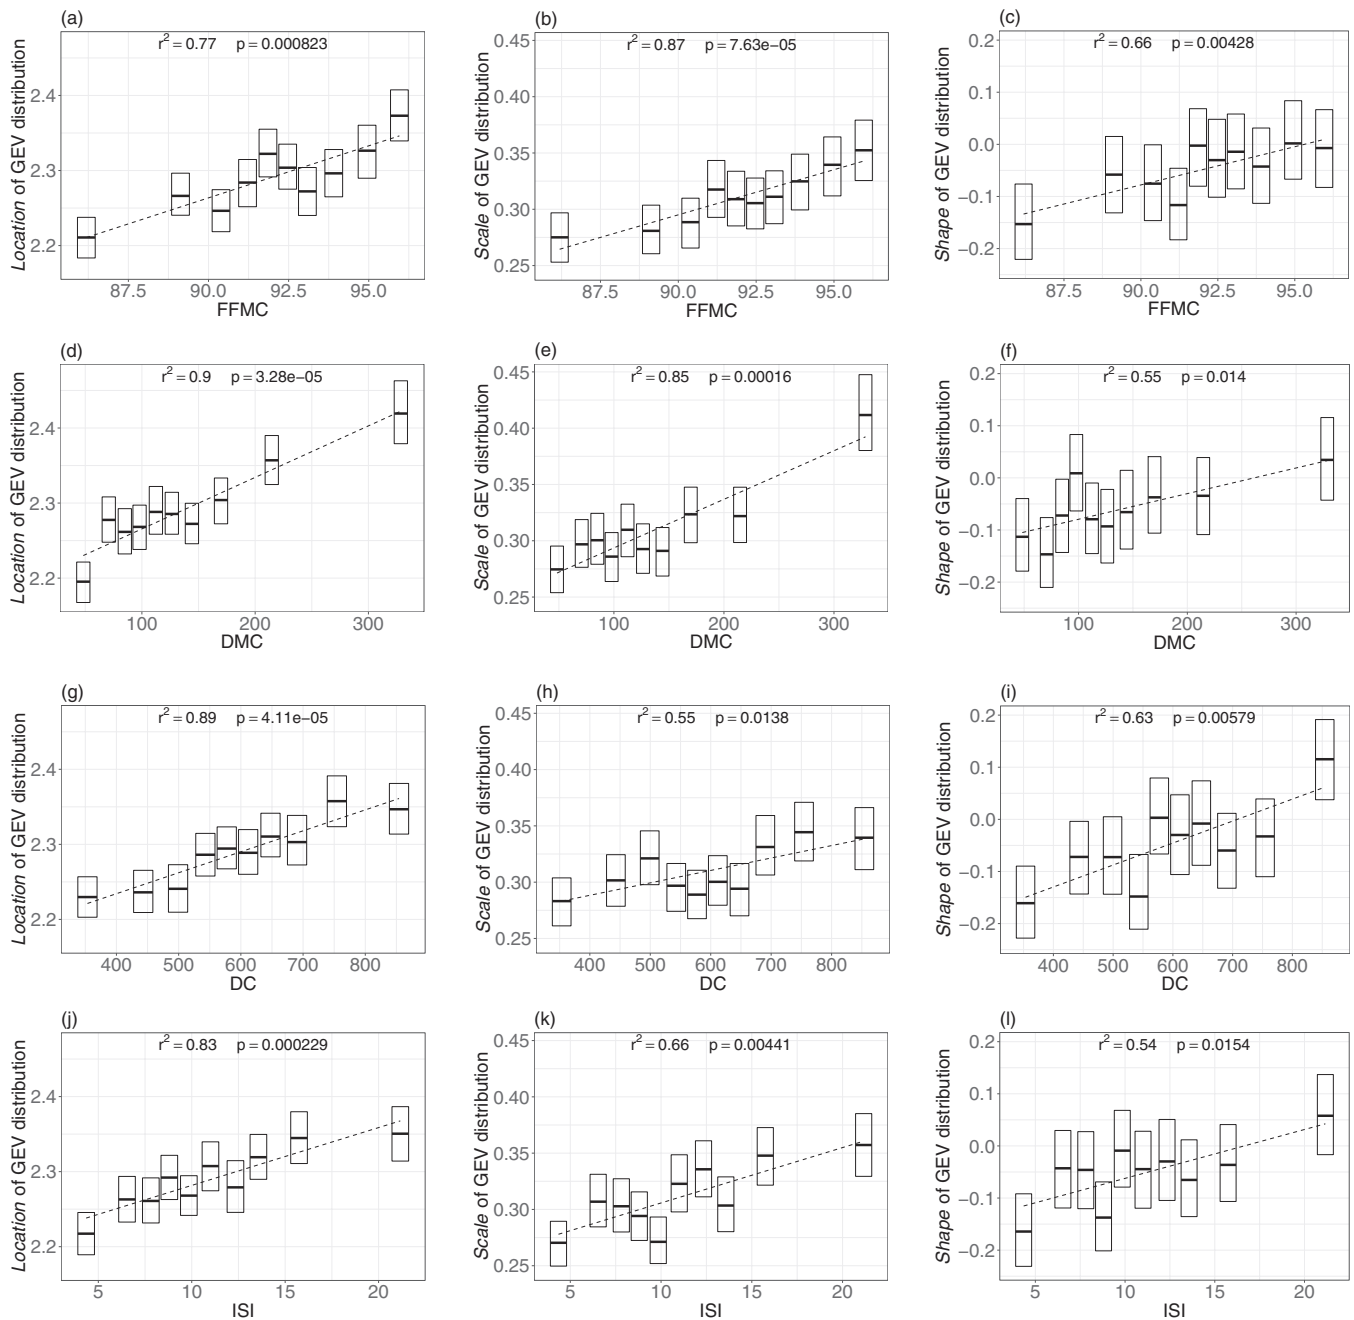 (a)
r2 = 0.77 p = 0.000823
Location of GEV distribution
2.4
2.3
2.2
87.5 90.0 92.5 95.0
FFMC
(b)
r2 = 0.87 p = 7.63e−05
Scale of GEV distribution
0.45
0.40
0.35
0.30
0.25
87.5 90.0 92.5 95.0
FFMC
(c)
r2 = 0.66 p = 0.00428
Shape of GEV distribution
0.2
0.1
0.0
−0.1
−0.2
87.5 90.0 92.5 95.0
FFMC
(d)
r2 = 0.9 p = 3.28e−05
Location of GEV distribution
2.4
2.3
2.2
100 200 300
DMC
(e)
r2 = 0.85 p = 0.00016
Scale of GEV distribution
0.45
0.40
0.35
0.30
0.25
100 200 300
DMC
(f)
r2 = 0.55 p = 0.014
Shape of GEV distribution
0.2
0.1
0.0
−0.1
−0.2
100 200 300
DMC
(g)
r2 = 0.89 p = 4.11e−05
Location of GEV distribution
2.4
2.3
2.2
400 500 600 700 800
DC
(h)
r2 = 0.55 p = 0.0138
Scale of GEV distribution
0.45
0.40
0.35
0.30
0.25
400 500 600 700 800
DC
(i)
r2 = 0.63 p = 0.00579
Shape of GEV distribution
0.2
0.1
0.0
−0.1
−0.2
400 500 600 700 800
DC
(j)
r2 = 0.83 p = 0.000229
Location of GEV distribution
2.4
2.3
2.2
5 10 15 20
ISI
(k)
r2 = 0.66 p = 0.00441
Scale of GEV distribution
0.45
0.40
0.35
0.30
0.25
5 10 15 20
ISI
(l)
r2 = 0.54 p = 0.0154
Shape of GEV distribution
0.2
0.1
0.0
−0.1
−0.2
5 10 15 20
ISI